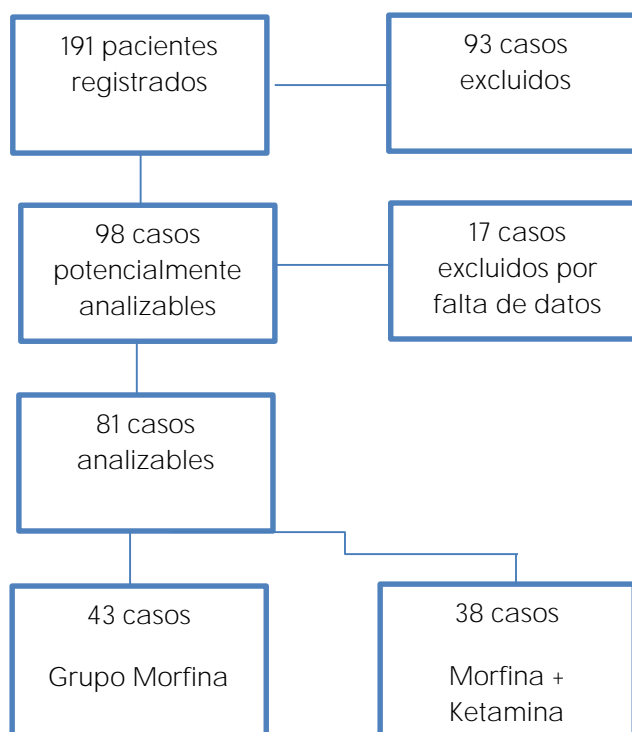 191 pacientes
registrados
93 casos
excluidos
98 casos
potencialmente
analizables
17 casos
excluidos por
falta de datos
81 casos
analizables
43 casos
Grupo Morfina
38 casos
Morfina +
Ketamina